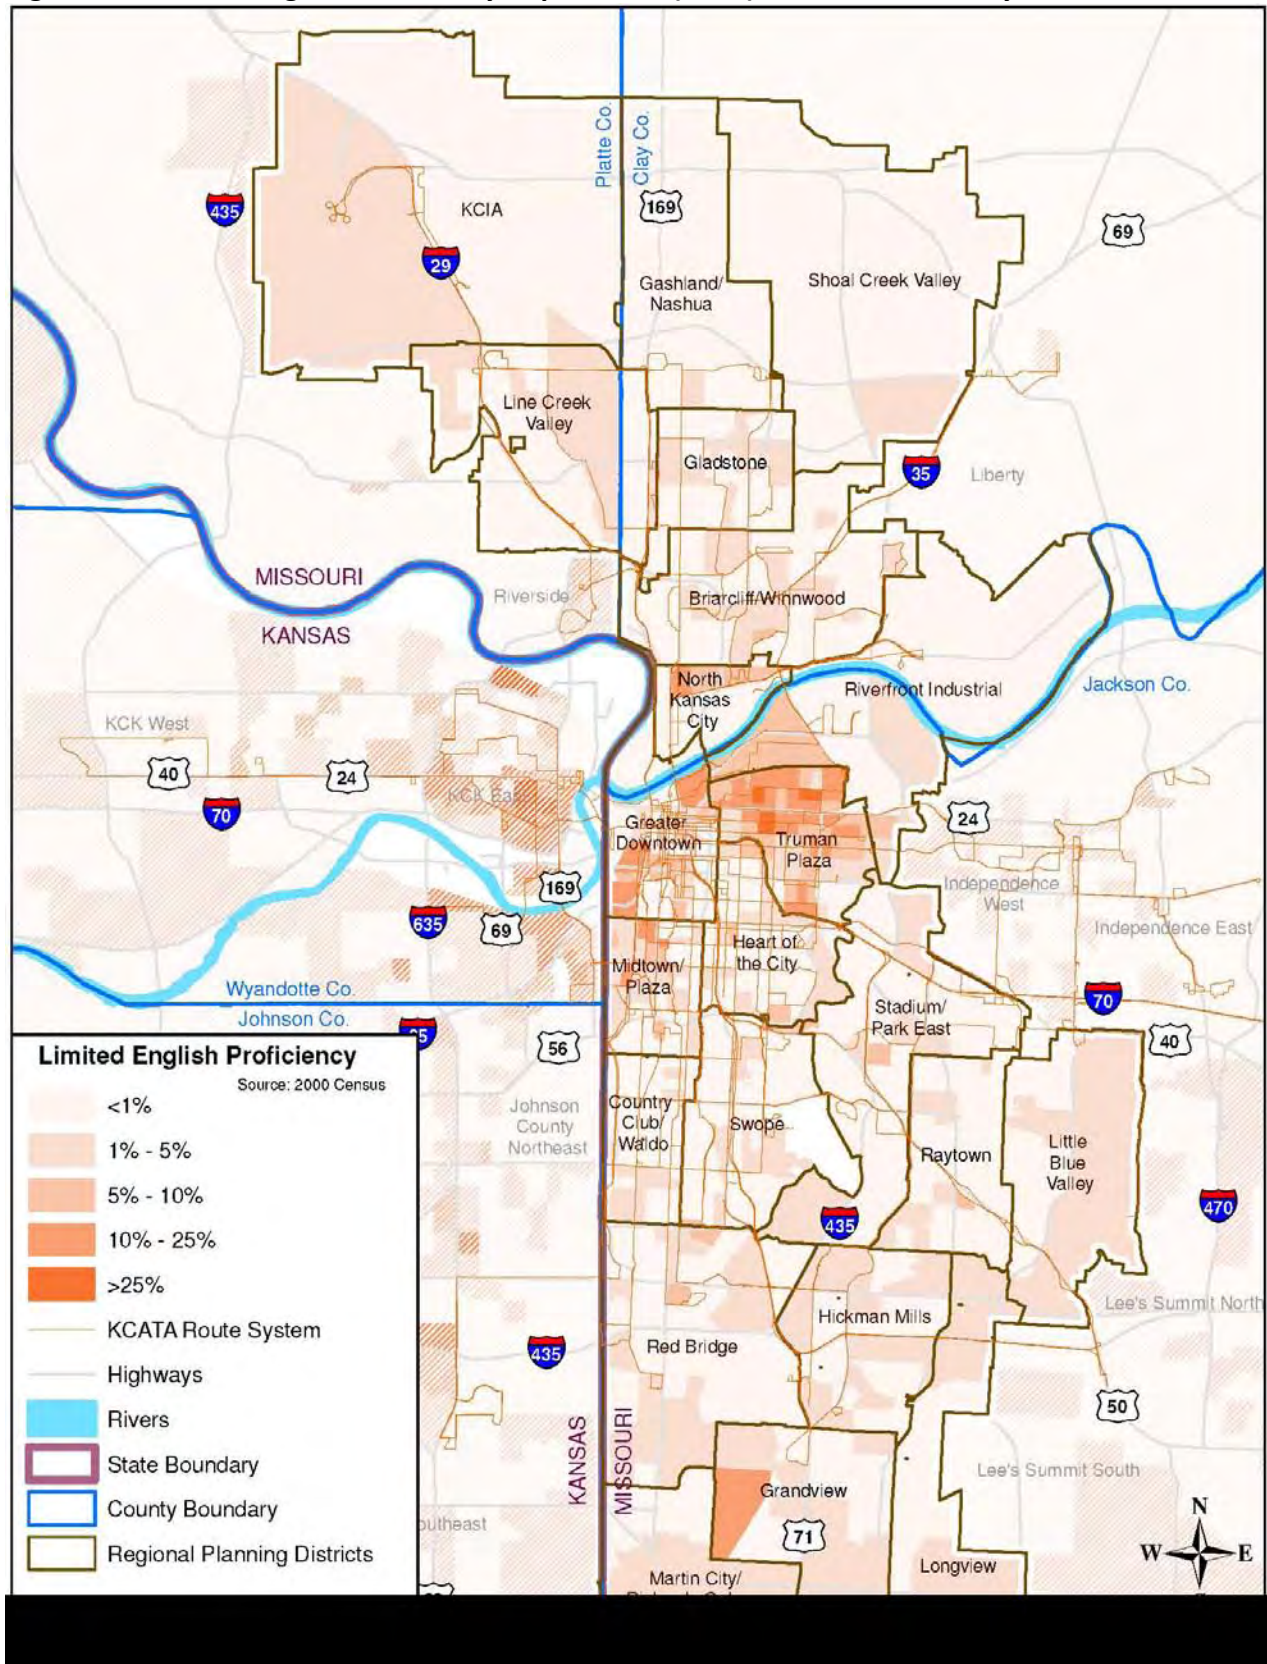 Platte Co.
Clay Co.
435
KCIA
169
69
29
Gashland/
Nashua
Shoal Creek Valley
Line Creek
Valley
Gladstone
35
Liberty
MISSOURI
KANSAS
Riverside
Briarcliff/Winnwood
North
Kansas
City
Riverfront Industrial
Jackson Co.
KCK West
40
24
KCK East
70
Greater
Downtown
Truman
Plaza
24
169
Independence
West
635
69
Independence East
Heart of
the City
Midtown/
Plaza
Wyandotte Co.
Johnson Co.
Stadium/
Park East
70
40
56
Johnson
County
Northeast
Country
Club/
Waldo
Swope
Raytown
Little
Blue
Valley
435
470
Lee's Summit North
Hickman Mills
435
Red Bridge
50
KANSAS
MISSOURI
Lee's Summit South
Grandview
71
Longview
Martin City/
N
W
E
Limited English Proficiency
Source: 2000 Census
<1%
1% - 5%
5% - 10%
10% - 25%
>25%
KCATA Route System
Highways
Rivers
State Boundary
County Boundary
Regional Planning Districts